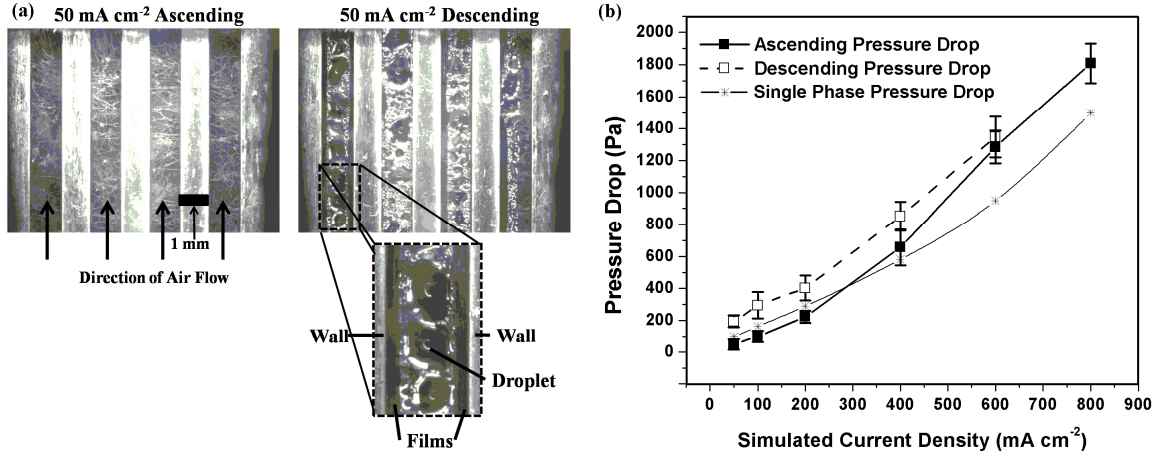 (a)
50 mA cm⁻² Ascending
50 mA cm⁻² Descending
1 mm
Direction of Air Flow
Wall
Wall
Droplet
Films
(b)
Ascending Pressure Drop
Descending Pressure Drop
Single Phase Pressure Drop
Pressure Drop (Pa)
2000
1800
1600
1400
1200
1000
800
600
400
200
0
0 100 200 300 400 500 600 700 800 900
Simulated Current Density (mA cm⁻²)